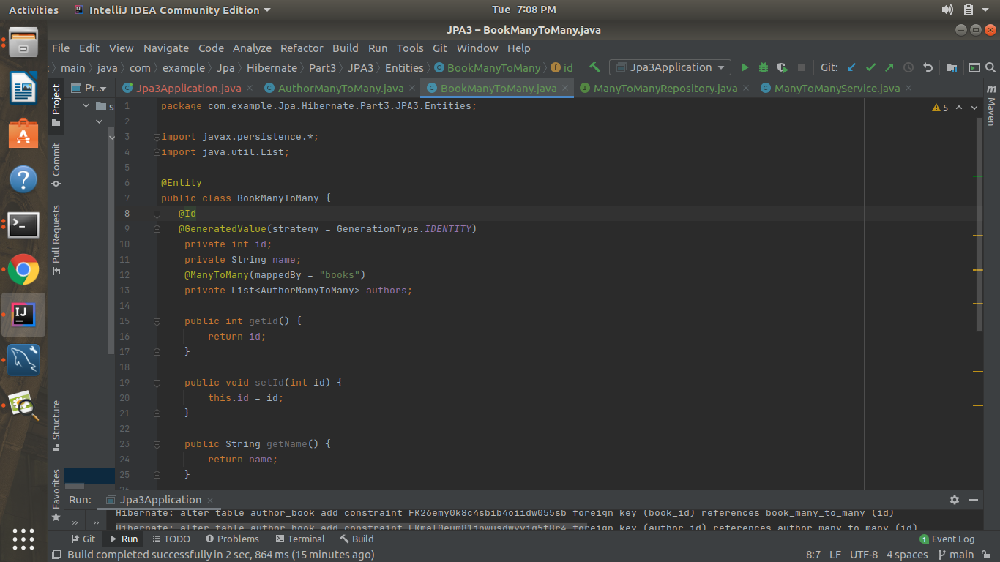 Activities IntelliJ IDEA Community Edition Tue 7:08 PM
JPA3 – BookManyToMany.java
File Edit View Navigate Code Analyze Refactor Build Run Tools Git Window Help
main java com example Jpa Hibernate Part3 JPA3 Entities BookManyToMany id Jpa3Application Git:
Pr... Jpa3Application.java AuthorManyToMany.java BookManyToMany.java ManyToManyRepository.java ManyToManyService.java
Project
Commit
Pull Requests
Structure
Favorites
Maven
s
5
1 package com.example.Jpa.Hibernate.Part3.JPA3.Entities;
2
3 import javax.persistence.*;
4 import java.util.List;
5
6 @Entity
7 public class BookManyToMany {
8 @Id
9 @GeneratedValue(strategy = GenerationType.IDENTITY)
10 private int id;
11 private String name;
12 @ManyToMany(mappedBy = "books")
13 private List<AuthorManyToMany> authors;
14
15 public int getId() {
16 return id;
17 }
18
19 public void setId(int id) {
20 this.id = id;
21 }
22
23 public String getName() {
24 return name;
25 }
Run: Jpa3Application
Hibernate: alter table author_book add constraint FK26emy0k8c4sbib4oiidw055sb foreign key (book_id) references book_many_to_many (id)
Hibernate: alter table author_book add constraint foreign key (author_id) references author_many_to_many (id)
Git Run TODO Problems Terminal Build 1 Event Log
Build completed successfully in 2 sec, 864 ms (15 minutes ago) 8:7 LF UTF-8 4 spaces main